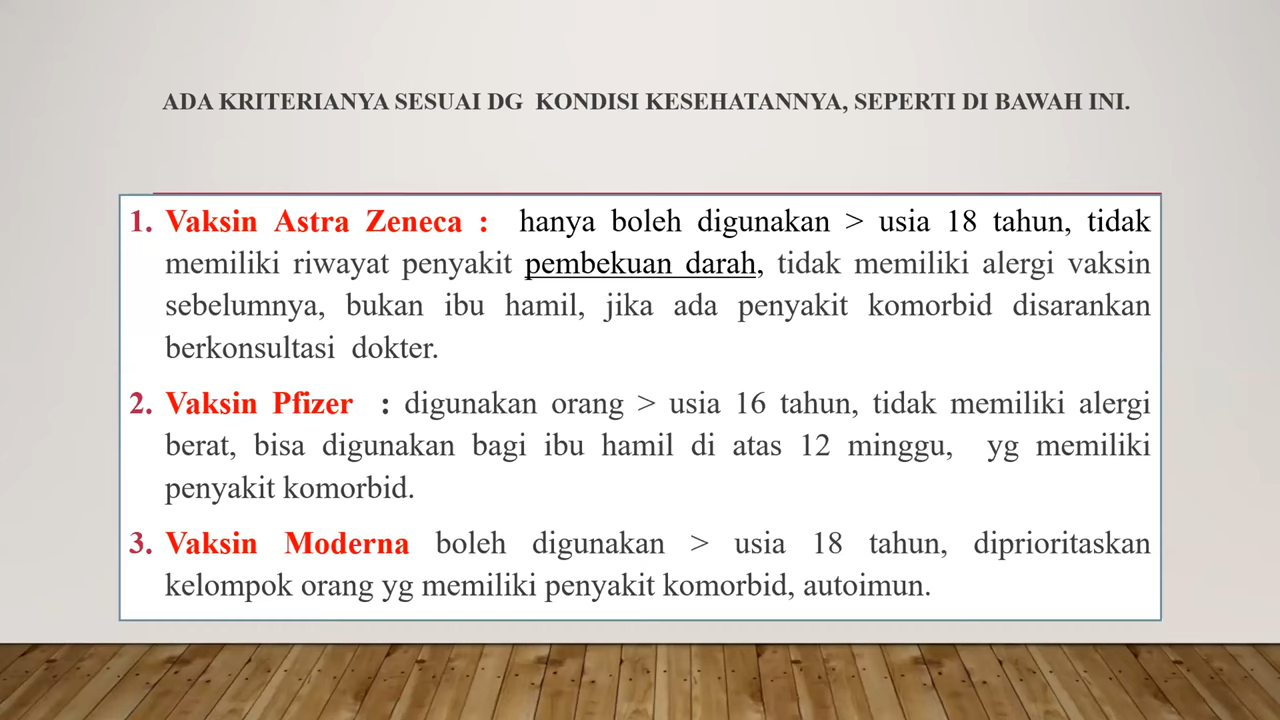 ADA KRITERIANYA SESUAI DG KONDISI KESEHATANNYA, SEPERTI DI BAWAH INI.
1. Vaksin Astra Zeneca : hanya boleh digunakan > usia 18 tahun, tidak
memiliki riwayat penyakit pembekuan darah, tidak memiliki alergi vaksin
sebelumnya, bukan ibu hamil, jika ada penyakit komorbid disarankan
berkonsultasi dokter.
2. Vaksin Pfizer : digunakan orang > usia 16 tahun, tidak memiliki alergi
berat, bisa digunakan bagi ibu hamil di atas 12 minggu, yg memiliki
penyakit komorbid.
3. Vaksin Moderna boleh digunakan > usia 18 tahun, diprioritaskan
kelompok orang yg memiliki penyakit komorbid, autoimun.